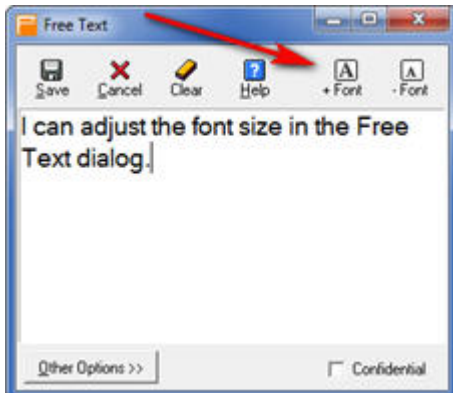 Free Text
Save Cancel Clear Help + Font - Font
I can adjust the font size in the Free
Text dialog.
Other Options >> Confidential